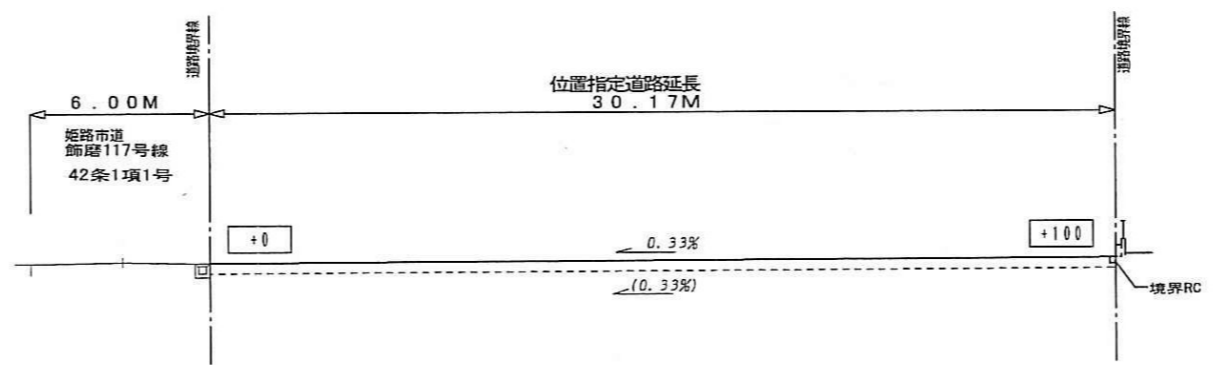 道路境界線
道路境界線
位置指定道路延長
6.00M
30.17M
姫路市道
飾磨117号線
42条1項1号
+0
+100
0.33%
(0.33%)
境界RC